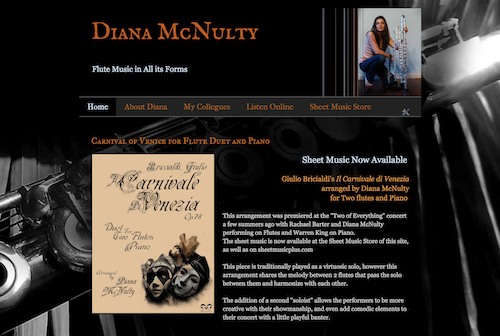 Diana McNulty
Flute Music in All its Forms
Home About Diana My Collegues Listen Online Sheet Music Store
Carnival of Venice for Flute Duet and Piano
Sheet Music Now Available
Giulio Bricialdi's Il Carnevale di Venezia
arranged by Diana McNulty
for Two flutes and Piano
Bricialdi Giulio
Il Carnevale
di Venezia
Op.78
Duet for
Two Flutes
& Piano
Arranged by
Diana
McNulty
This arrangement was premiered at the "Two of Everything" concert
a few summers ago with Rachael Barter and Diana McNulty
performing on Flutes and Warren King on Piano.
The sheet music is now available at the Sheet Music Store of this site,
as well as on sheetmusicplus.com
This piece is traditionally played as a virtuosic solo, however this
arrangement shares the melody between 2 flutes that pass the solo
between them and harmonize with each other.
The addition of a second "soloist" allows the performers to be more
creative with their showmanship, and even add comedic elements to
their concert with a little playful banter.